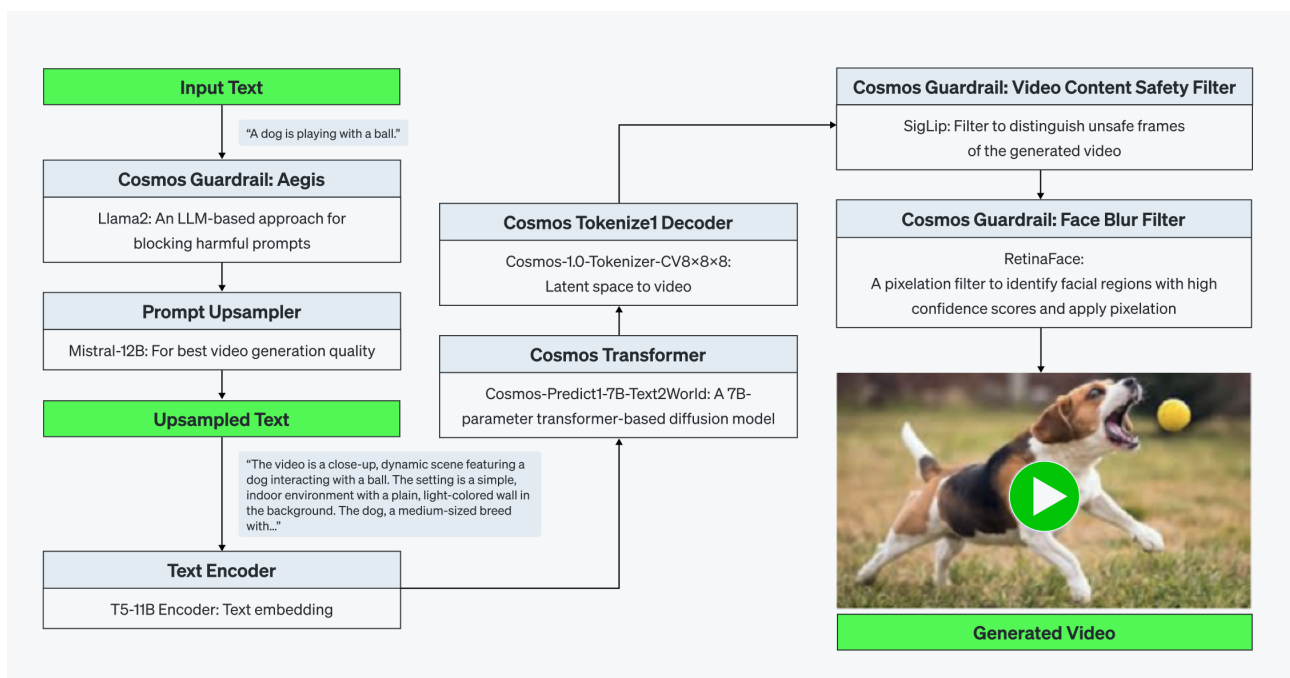 Input Text
“A dog is playing with a ball.”
Cosmos Guardrail: Aegis
Llama2: An LLM-based approach for
blocking harmful prompts
Prompt Upsampler
Mistral-12B: For best video generation quality
Upsampled Text
“The video is a close-up, dynamic scene featuring a
dog interacting with a ball. The setting is a simple,
indoor environment with a plain, light-colored wall in
the background. The dog, a medium-sized breed
with...”
Text Encoder
T5-11B Encoder: Text embedding
Cosmos Transformer
Cosmos-Predict1-7B-Text2World: A 7B-
parameter transformer-based diffusion model
Cosmos Tokenize1 Decoder
Cosmos-1.0-Tokenizer-CV8×8×8:
Latent space to video
Cosmos Guardrail: Video Content Safety Filter
SigLip: Filter to distinguish unsafe frames
of the generated video
Cosmos Guardrail: Face Blur Filter
RetinaFace:
A pixelation filter to identify facial regions with high
confidence scores and apply pixelation
Generated Video